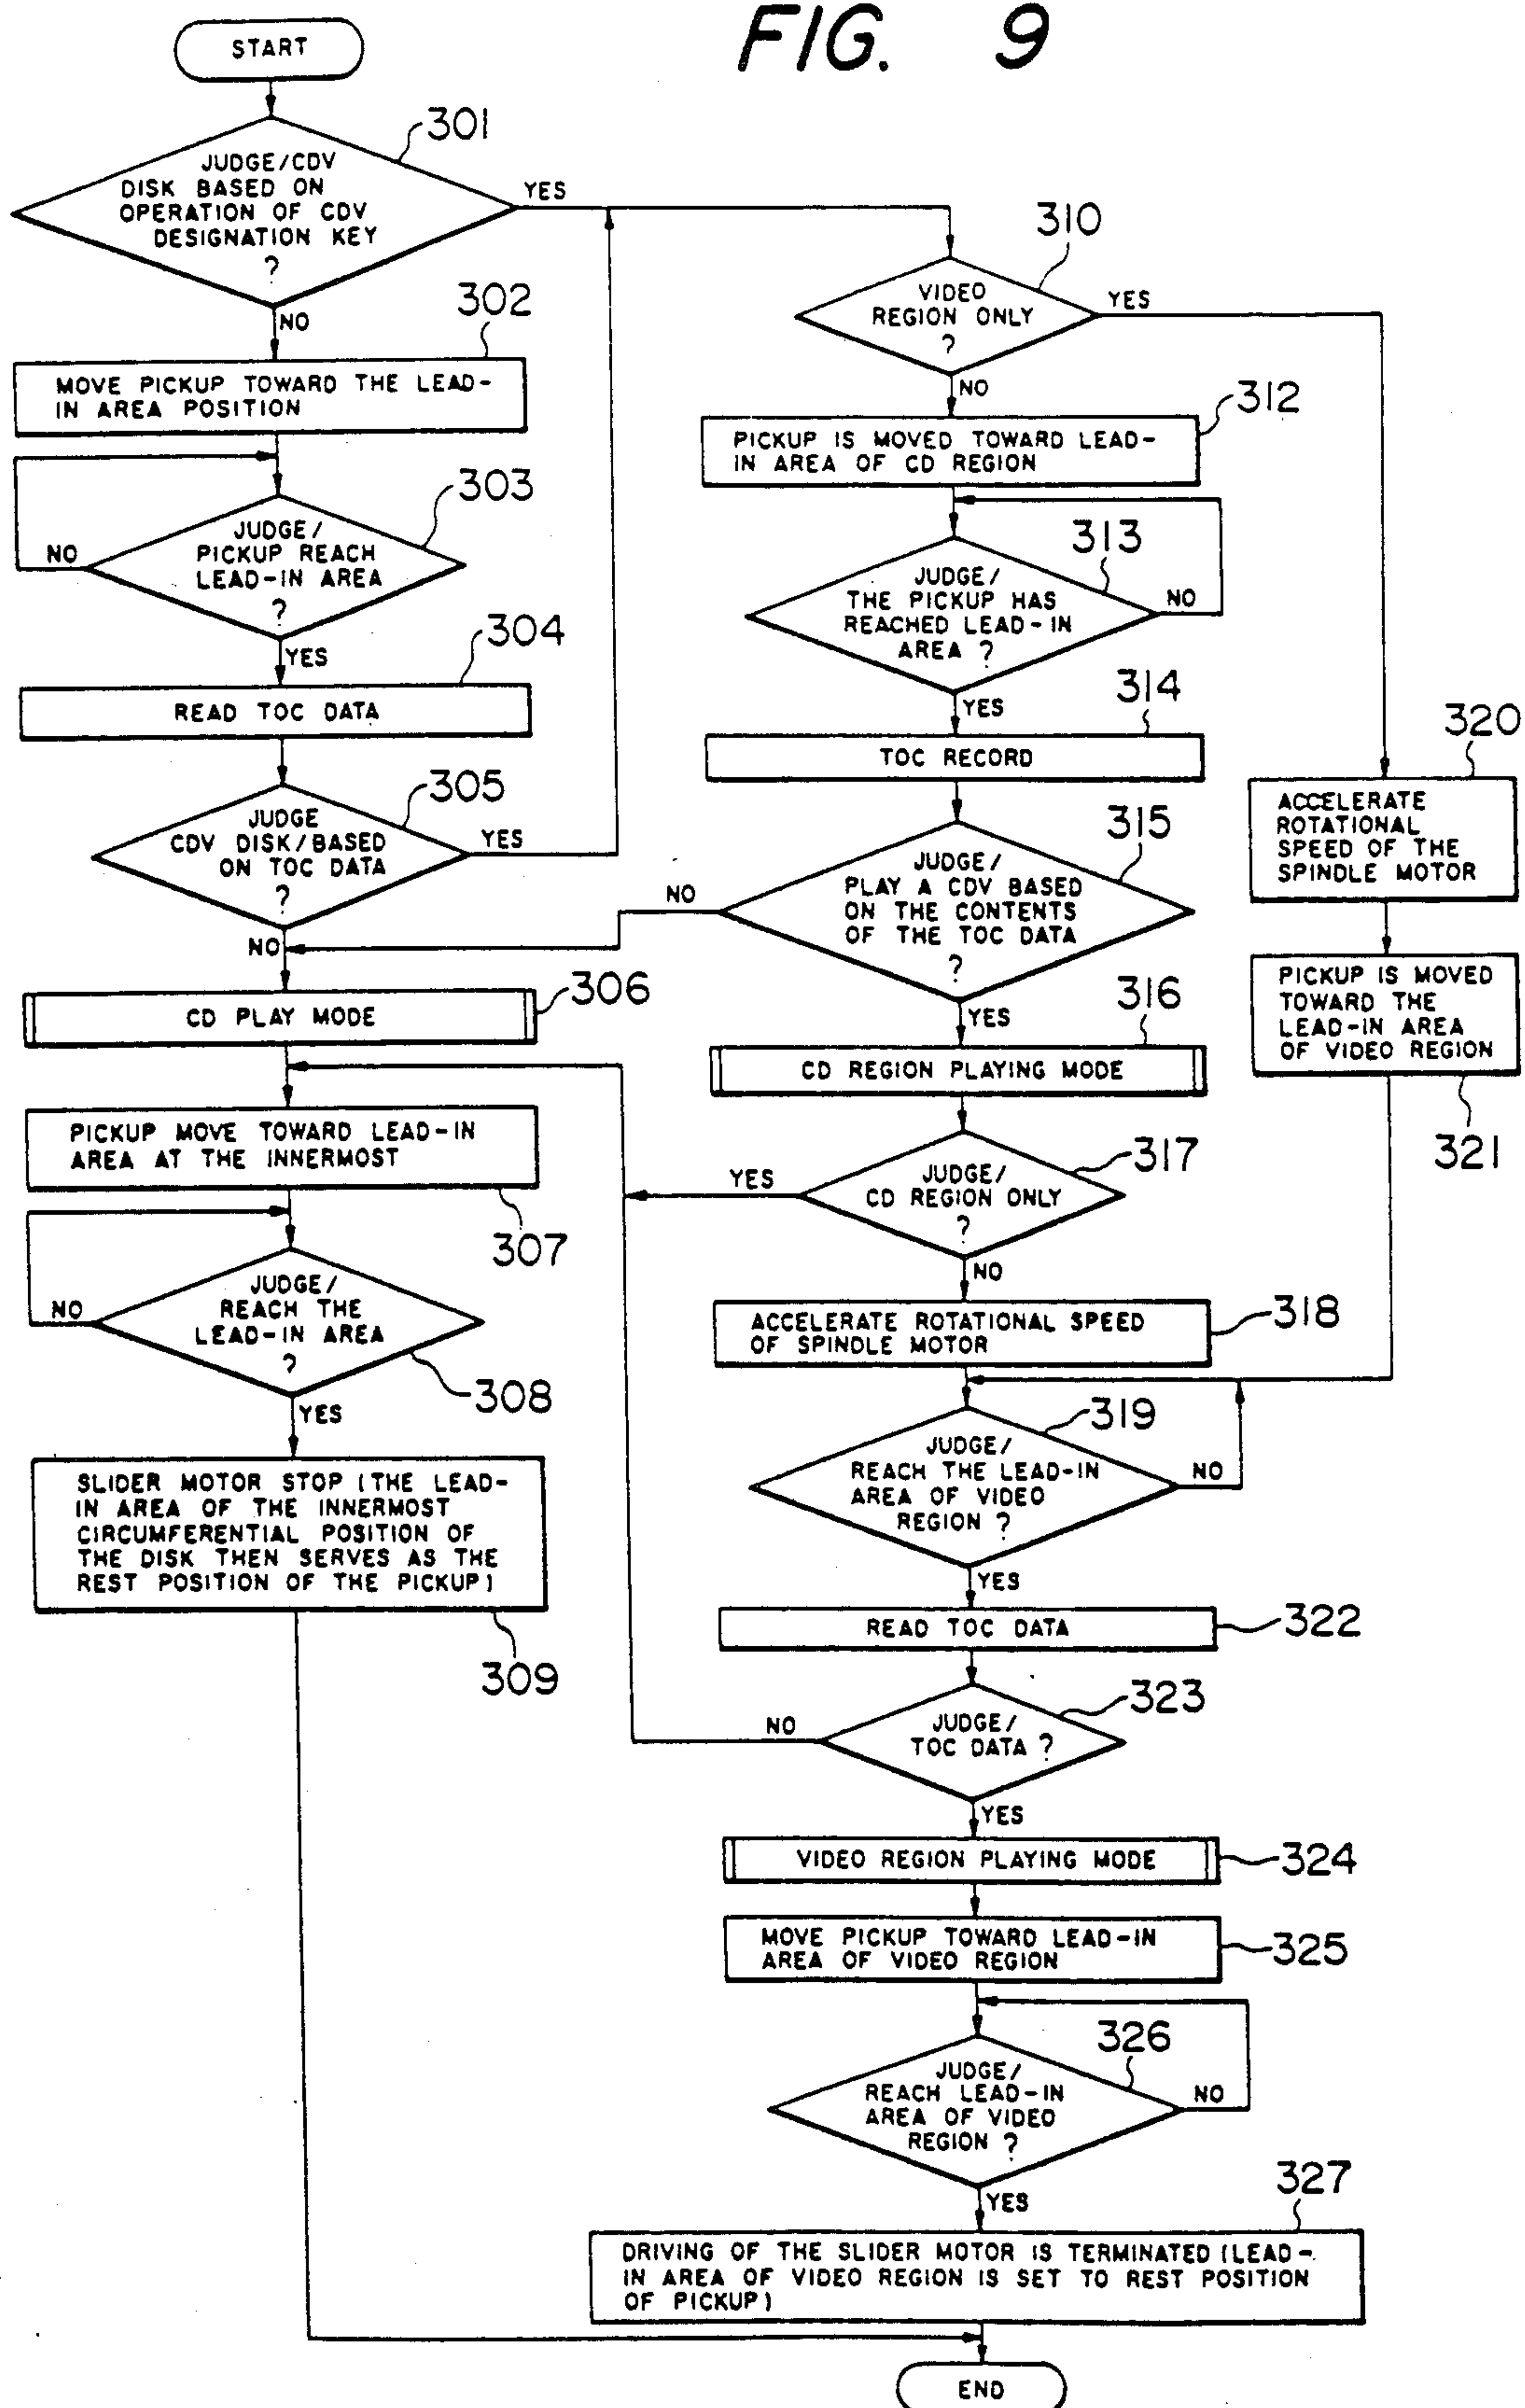 FIG. 9
START
301
JUDGE/CDV
DISK BASED ON
OPERATION OF CDV
DESIGNATION KEY
?
YES
NO
302
MOVE PICKUP TOWARD THE LEAD-
IN AREA POSITION
303
JUDGE/
PICKUP REACH
LEAD-IN AREA
?
NO
YES
304
READ TOC DATA
305
JUDGE
CDV DISK/BASED
ON TOC DATA
?
YES
NO
306
CD PLAY MODE
PICKUP MOVE TOWARD LEAD-IN
AREA AT THE INNERMOST
307
JUDGE/
REACH THE
LEAD-IN AREA
?
NO
308
YES
SLIDER MOTOR STOP (THE LEAD-
IN AREA OF THE INNERMOST
CIRCUMFERENTIAL POSITION OF
THE DISK THEN SERVES AS THE
REST POSITION OF THE PICKUP)
309
310
VIDEO
REGION ONLY
?
YES
NO
312
PICKUP IS MOVED TOWARD LEAD-
IN AREA OF CD REGION
313
JUDGE/
THE PICKUP HAS
REACHED LEAD-IN
AREA ?
NO
YES
314
TOC RECORD
315
JUDGE/
PLAY A CDV BASED
ON THE CONTENTS
OF THE TOC DATA
?
NO
YES
316
CD REGION PLAYING MODE
317
JUDGE/
CD REGION ONLY
?
YES
NO
318
ACCELERATE ROTATIONAL SPEED
OF SPINDLE MOTOR
319
JUDGE/
REACH THE LEAD-IN
AREA OF VIDEO
REGION ?
NO
YES
320
ACCELERATE
ROTATIONAL
SPEED OF THE
SPINDLE MOTOR
PICKUP IS MOVED
TOWARD THE
LEAD-IN AREA
OF VIDEO REGION
321
READ TOC DATA
322
323
JUDGE/
TOC DATA ?
NO
YES
VIDEO REGION PLAYING MODE
324
MOVE PICKUP TOWARD LEAD-IN
AREA OF VIDEO REGION
325
326
JUDGE/
REACH LEAD-IN
AREA OF VIDEO
REGION ?
NO
YES
327
DRIVING OF THE SLIDER MOTOR IS TERMINATED (LEAD-
IN AREA OF VIDEO REGION IS SET TO REST POSITION
OF PICKUP)
END